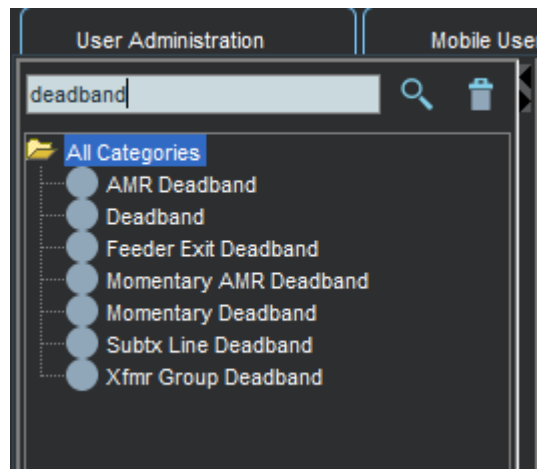 User Administration
Mobile Use
deadband
All Categories
AMR Deadband
Deadband
Feeder Exit Deadband
Momentary AMR Deadband
Momentary Deadband
Subtx Line Deadband
Xfmr Group Deadband